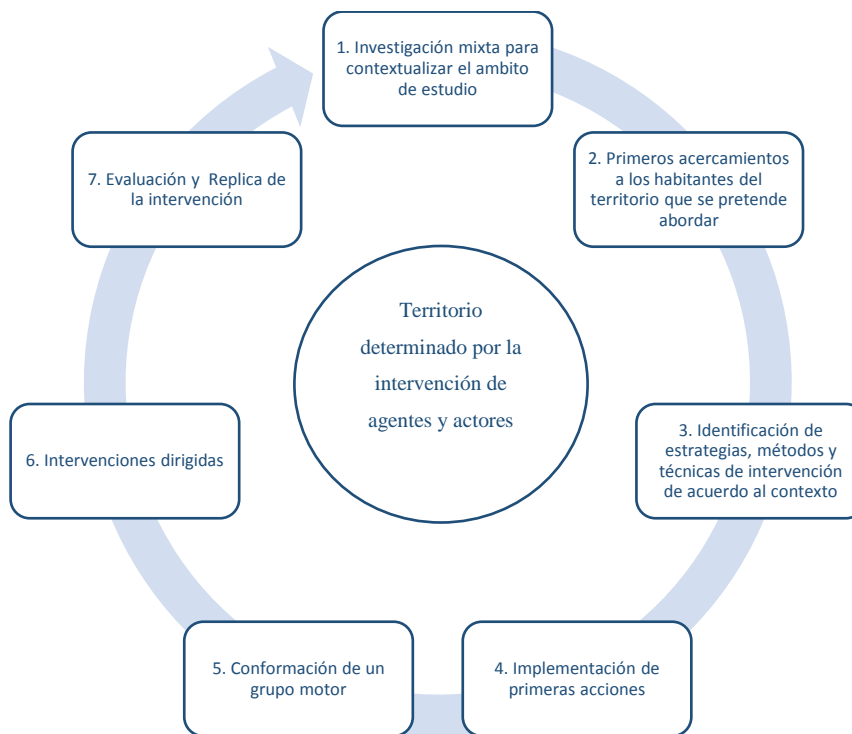 1. Investigación mixta para
contextualizar el ambito
de estudio
2. Primeros acercamientos
a los habitantes del
territorio que se pretende
abordar
3. Identificación de
estrategias, métodos y
técnicas de intervención
de acuerdo al contexto
4. Implementación de
primeras acciones
5. Conformación de un
grupo motor
6. Intervenciones dirigidas
7. Evaluación y Replica de
la intervención
Territorio
determinado por la
intervención de
agentes y actores